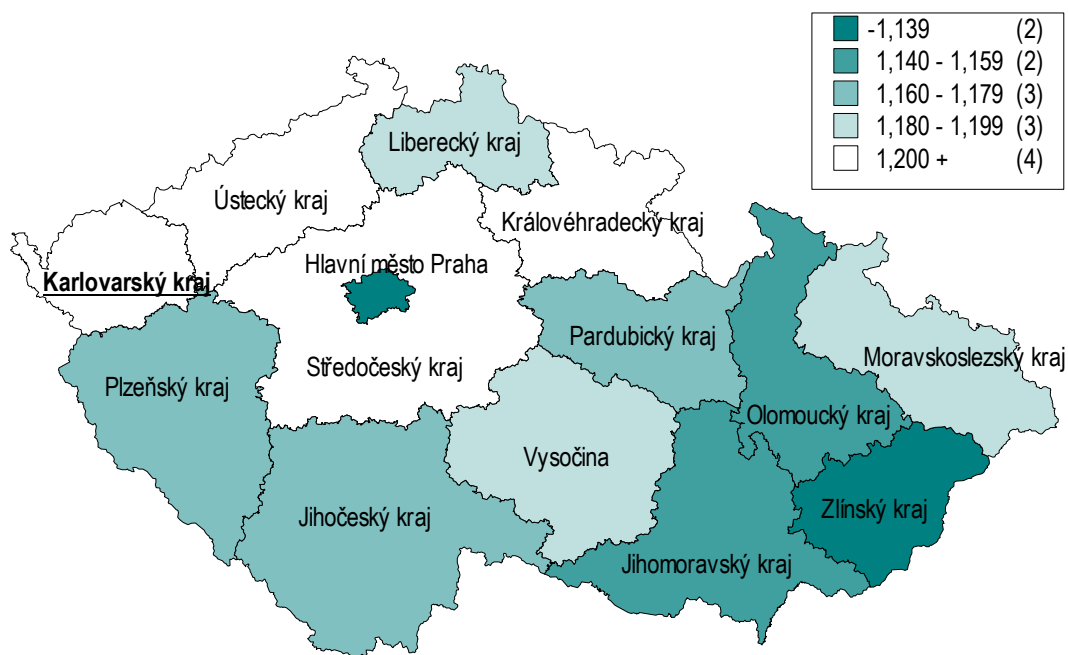 -1,139 (2)
1,140 - 1,159 (2)
1,160 - 1,179 (3)
1,180 - 1,199 (3)
1,200 + (4)
Liberecký kraj
Ústecký kraj
Královéhradecký kraj
Hlavní město Praha
Karlovarský kraj
Pardubický kraj
Moravskoslezský kraj
Středočeský kraj
Plzeňský kraj
Olomoucký kraj
Vysočina
Zlínský kraj
Jihočeský kraj
Jihomoravský kraj